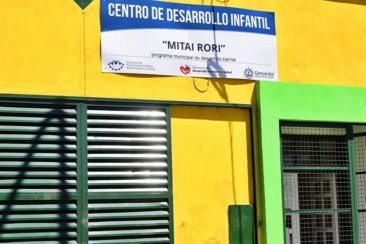 CENTRO DE DESARROLLO INFANTIL
"MITAI RORI"
programa municipal de desarrollo barrial
Concordia